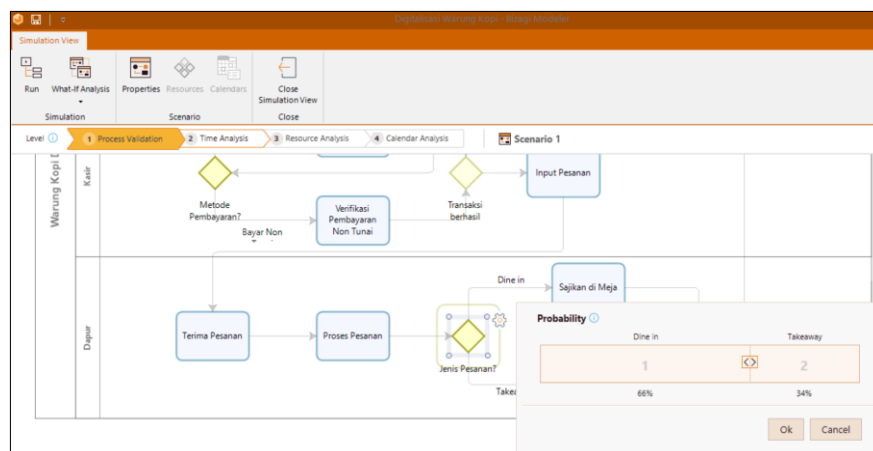 Digitalisasi Warung Kopi - Bizagi Modeler
Simulation View
Run
What-If Analysis
Properties
Resources
Calendars
Close
Simulation View
Simulation
Scenario
Close
Level
1 Process Validation
2 Time Analysis
3 Resource Analysis
4 Calendar Analysis
Scenario 1
Warung Kopi
Kasir
Metode
Pembayaran?
Bayar Non
Verifikasi
Pembayaran
Non Tunai
Transaksi
berhasil
Input Pesanan
Dapur
Terima Pesanan
Proses Pesanan
Jenis Pesanan?
Dine in
Sajikan di Meja
Probability
Dine in
Takeaway
1
2
66%
34%
Ok
Cancel